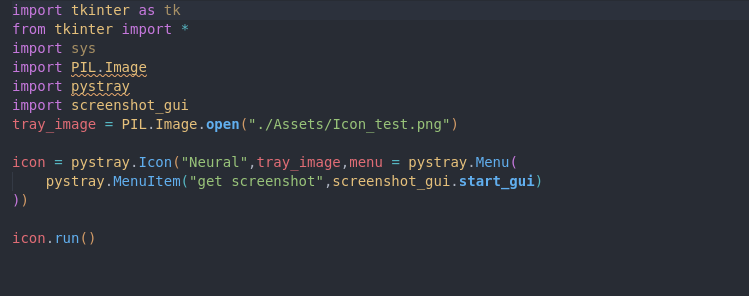 import tkinter as tk
from tkinter import *
import sys
import PIL.Image
import pystray
import screenshot_gui
tray_image = PIL.Image.open("./Assets/Icon_test.png")
icon = pystray.Icon("Neural",tray_image,menu = pystray.Menu(
    pystray.MenuItem("get screenshot",screenshot_gui.start_gui)
))
icon.run()